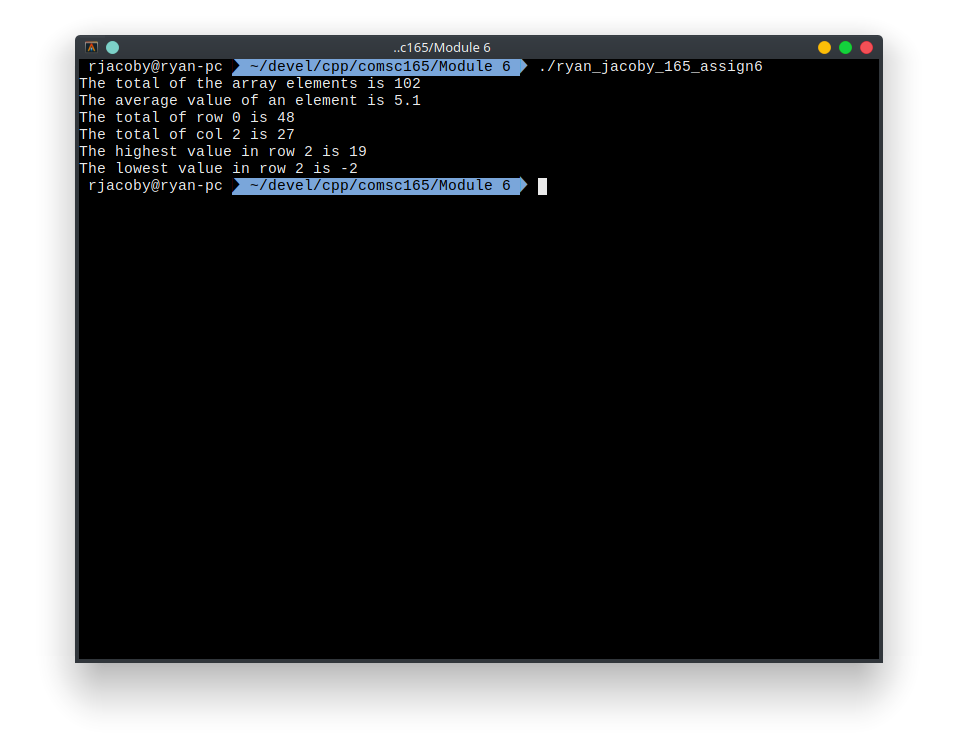 ..c165/Module 6
rjacoby@ryan-pc ~/devel/cpp/comsc165/Module 6 ./ryan_jacoby_165_assign6
The total of the array elements is 102
The average value of an element is 5.1
The total of row 0 is 48
The total of col 2 is 27
The highest value in row 2 is 19
The lowest value in row 2 is -2
rjacoby@ryan-pc ~/devel/cpp/comsc165/Module 6